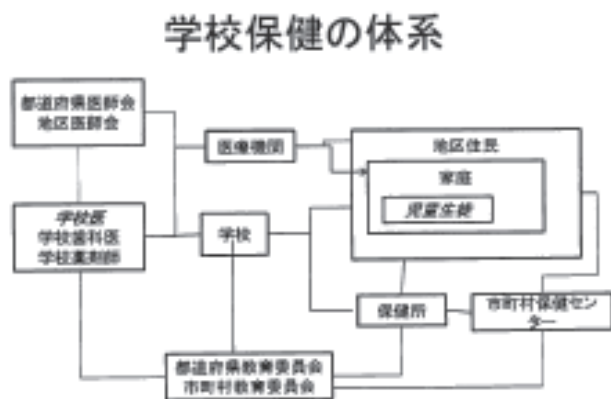 学校保健の体系
都道府県医師会
地区医師会
医療機関
地区住民
家庭
児童生徒
学校医
学校歯科医
学校薬剤師
学校
保健所
市町村保健セン
ター
都道府県教育委員会
市町村教育委員会